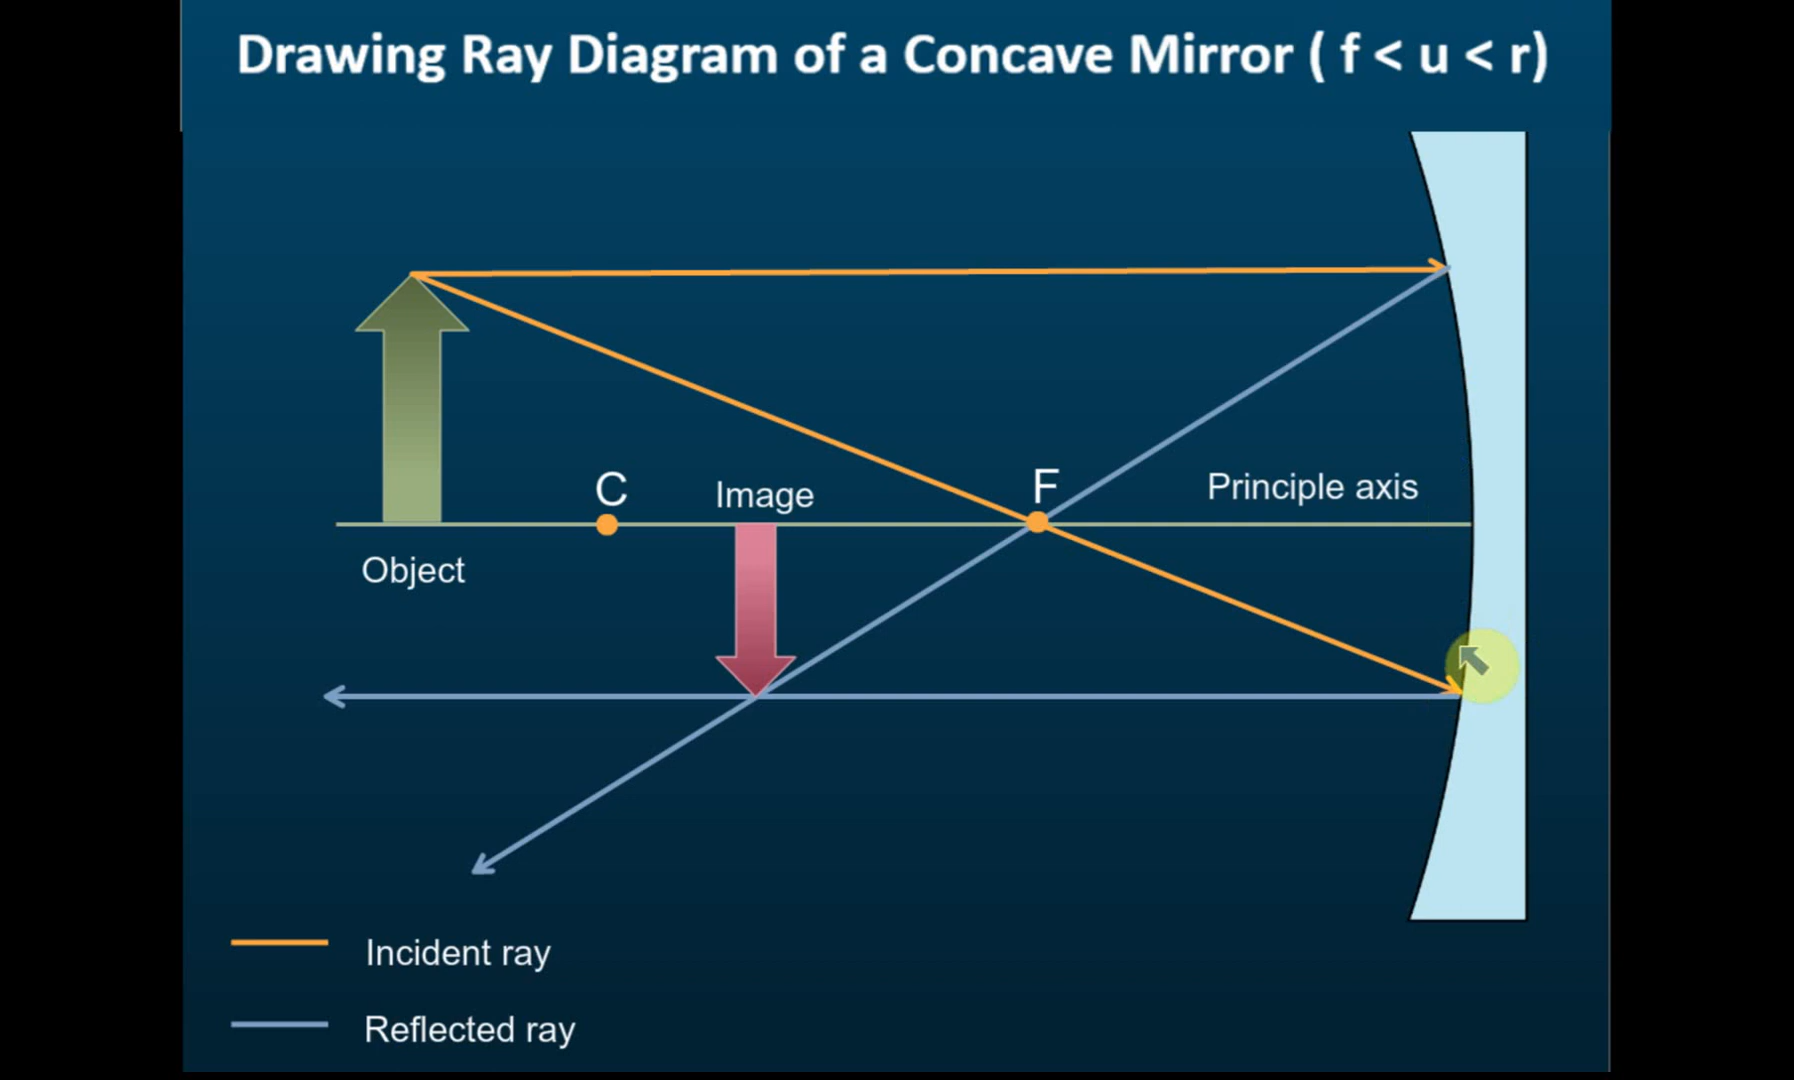 Drawing Ray Diagram of a Concave Mirror ( f < u < r)
C
Image
F
Principle axis
Object
Incident ray
Reflected ray